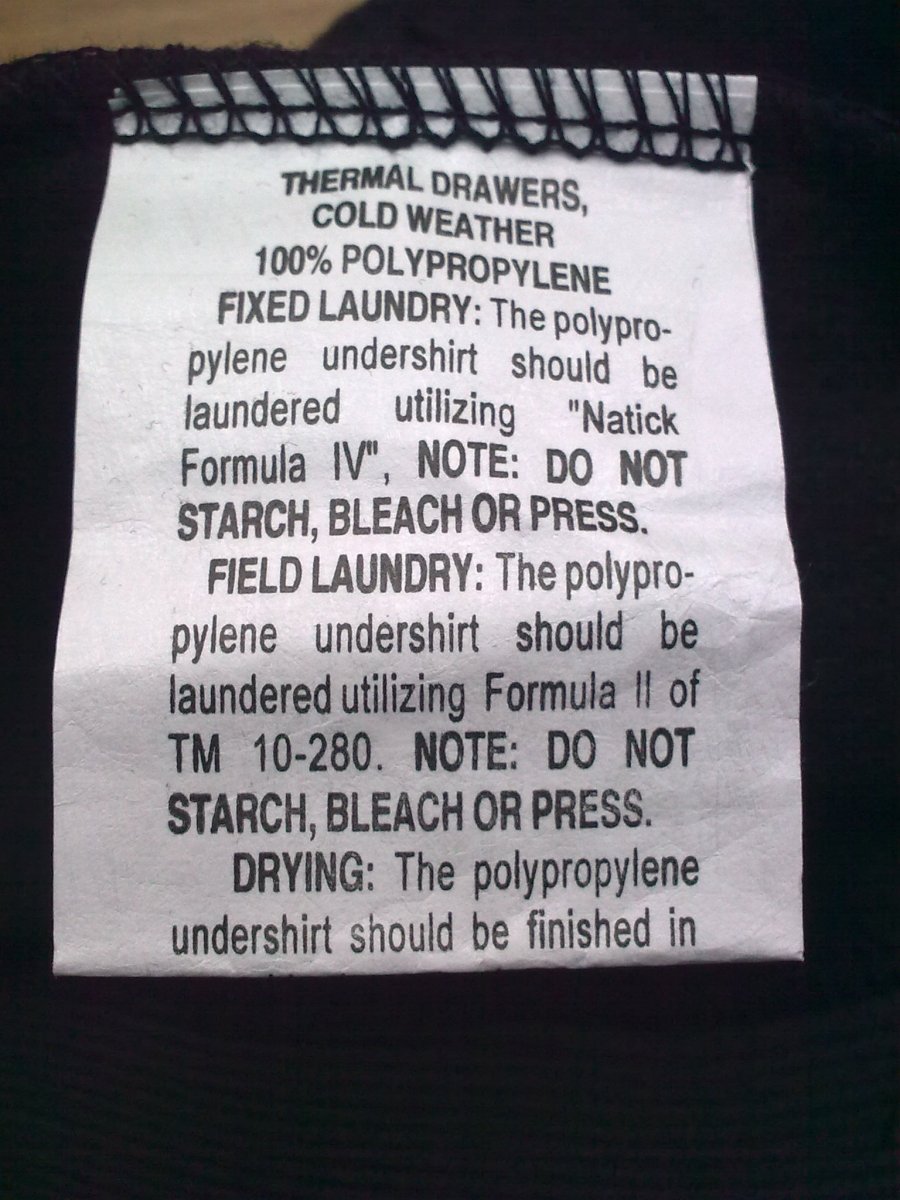 THERMAL DRAWERS,
COLD WEATHER
100% POLYPROPYLENE
FIXED LAUNDRY: The polypro-
pylene undershirt should be
laundered utilizing "Natick
Formula IV", NOTE: DO NOT
STARCH, BLEACH OR PRESS.
FIELD LAUNDRY: The polypro-
pylene undershirt should be
laundered utilizing Formula II of
TM 10-280. NOTE: DO NOT
STARCH, BLEACH OR PRESS.
DRYING: The polypropylene
undershirt should be finished in